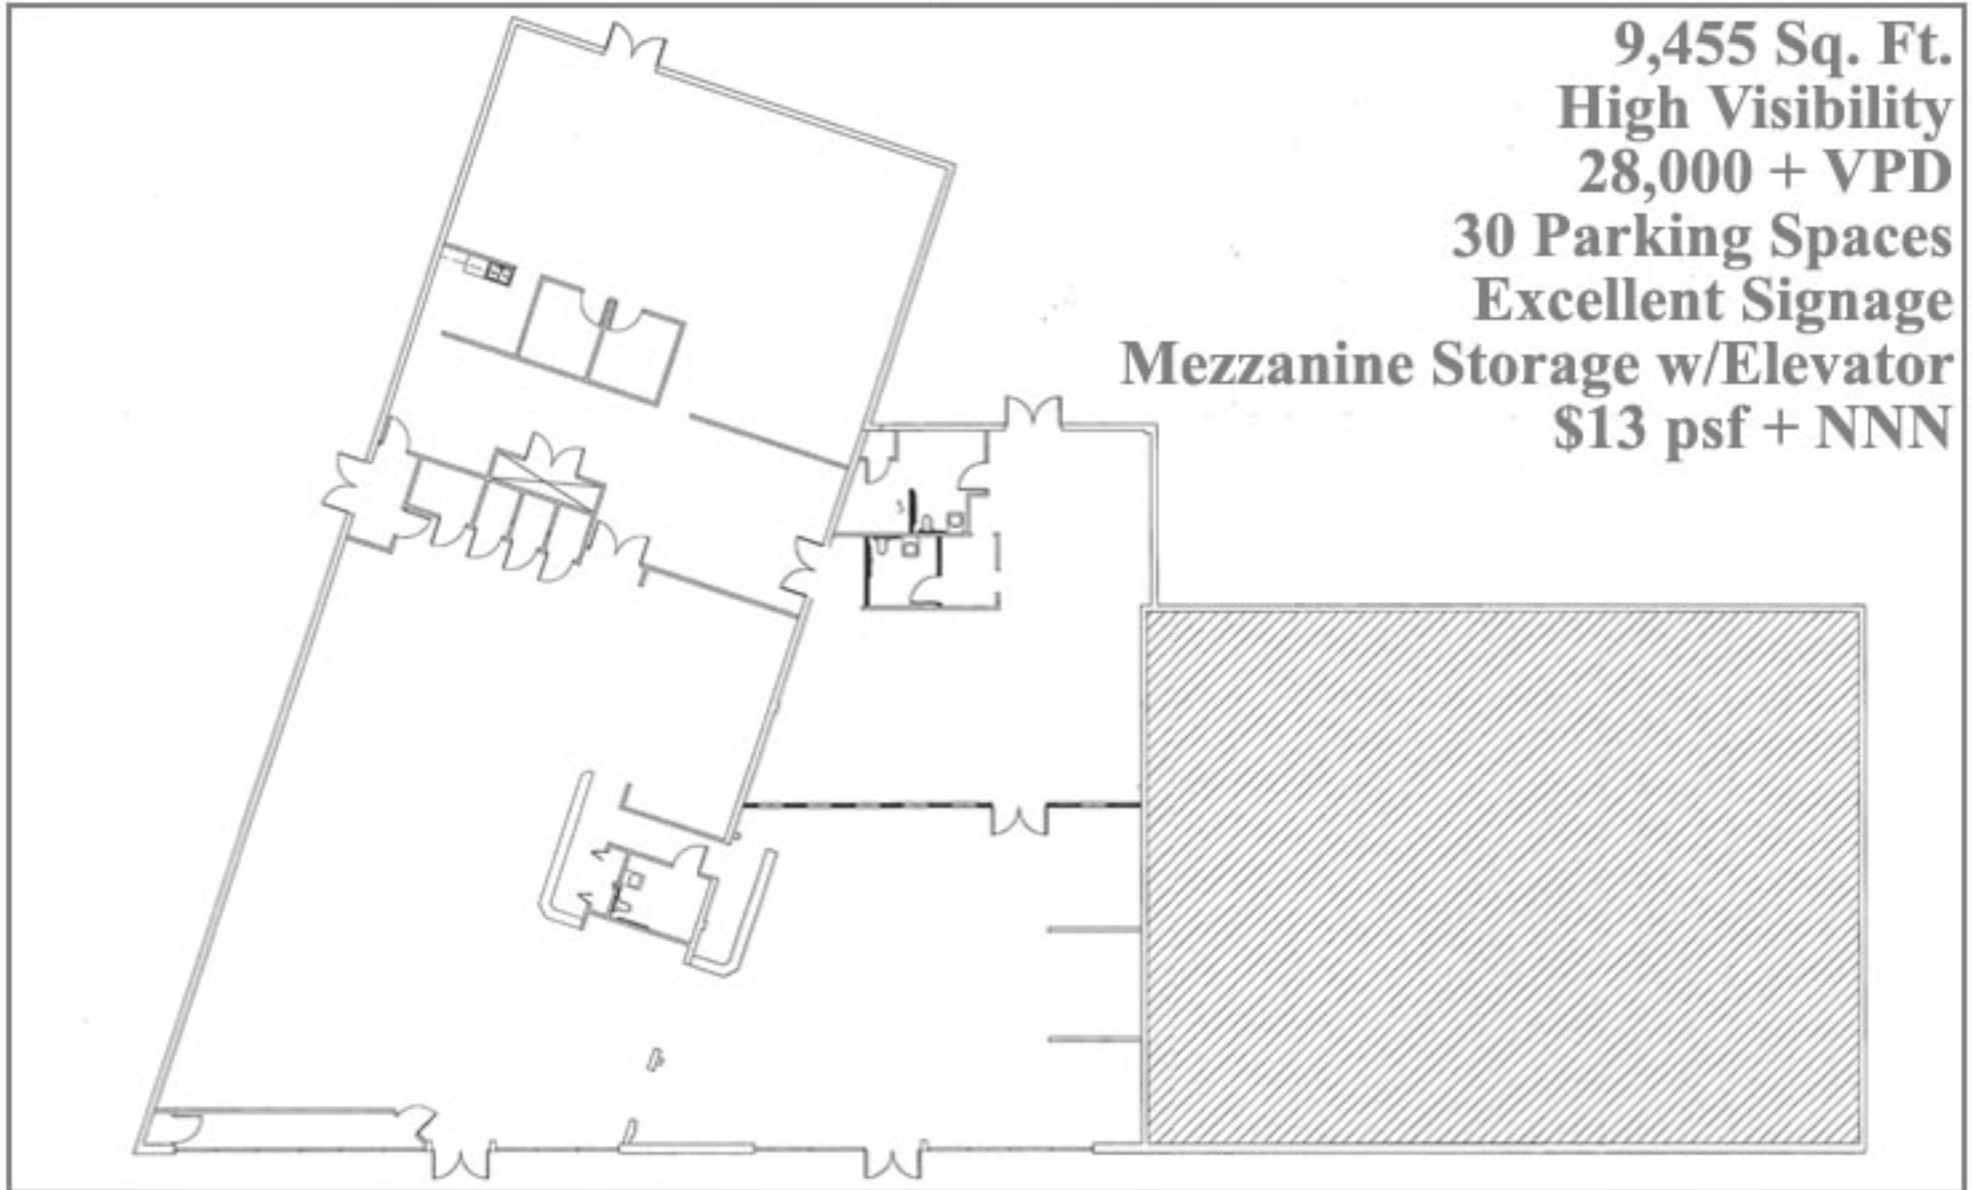 9,455 Sq. Ft.
High Visibility
28,000 + VPD
30 Parking Spaces
Excellent Signage
Mezzanine Storage w/Elevator
$13 psf + NNN